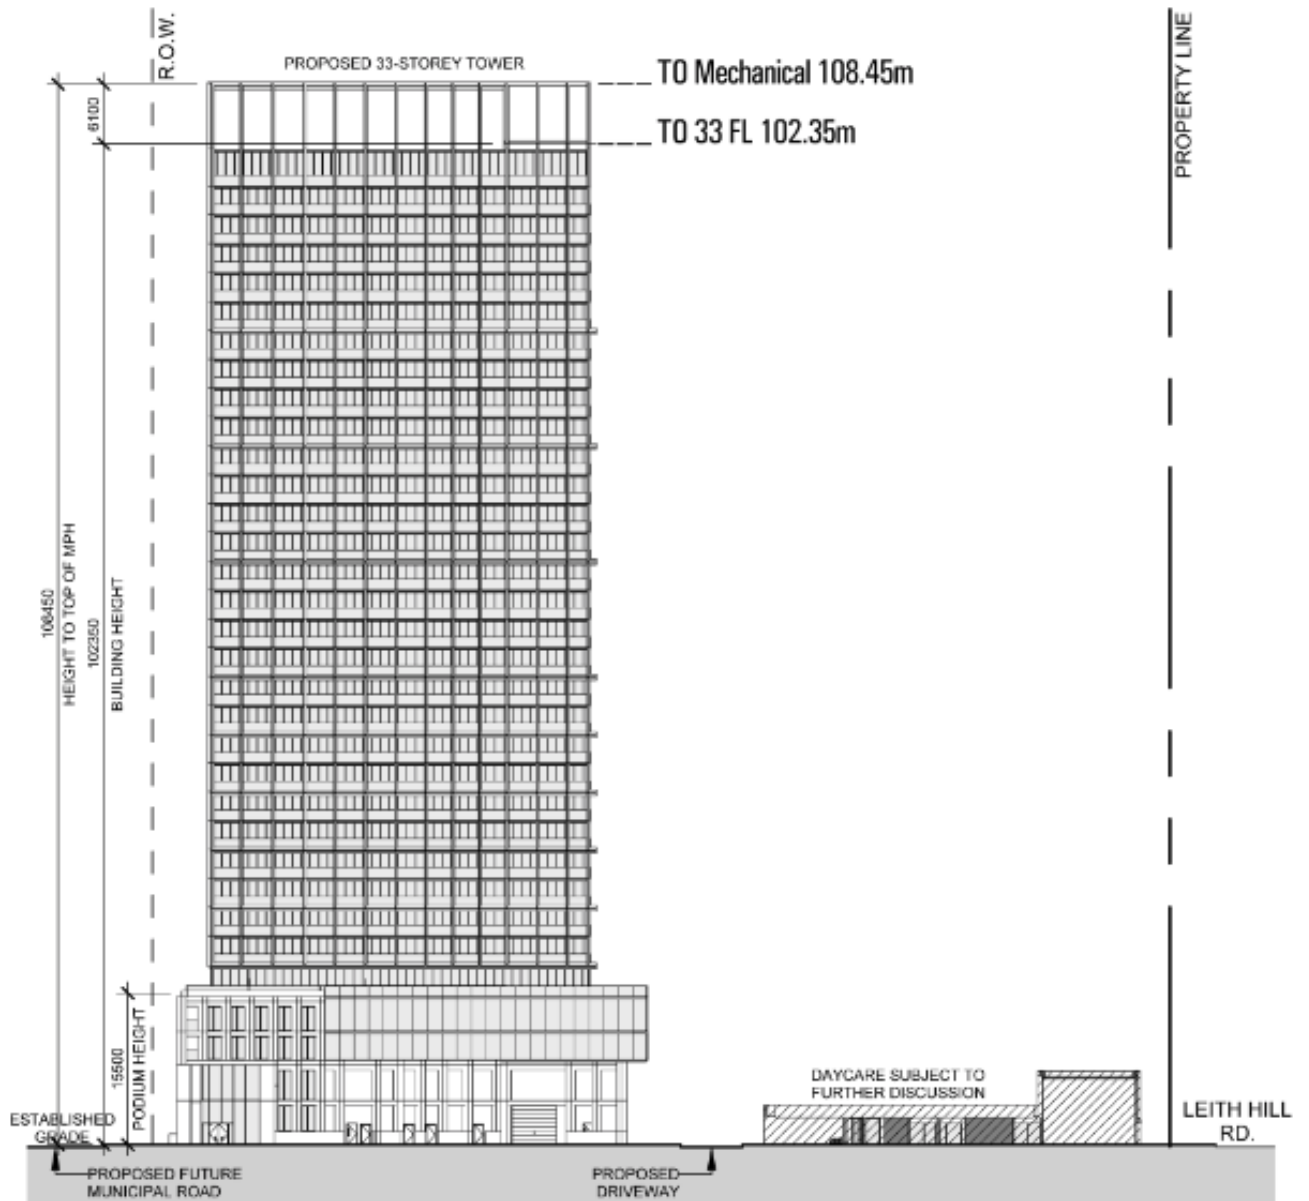 R.O.W.
PROPOSED 33-STOREY TOWER
TO Mechanical 108.45m
TO 33 FL 102.35m
PROPERTY LINE
6100
108450
HEIGHT TO TOP OF MPH
102350
BUILDING HEIGHT
15500
PODIUM HEIGHT
DAYCARE SUBJECT TO
FURTHER DISCUSSION
ESTABLISHED
GRADE
LEITH HILL
RD.
PROPOSED FUTURE
MUNICIPAL ROAD
PROPOSED
DRIVEWAY